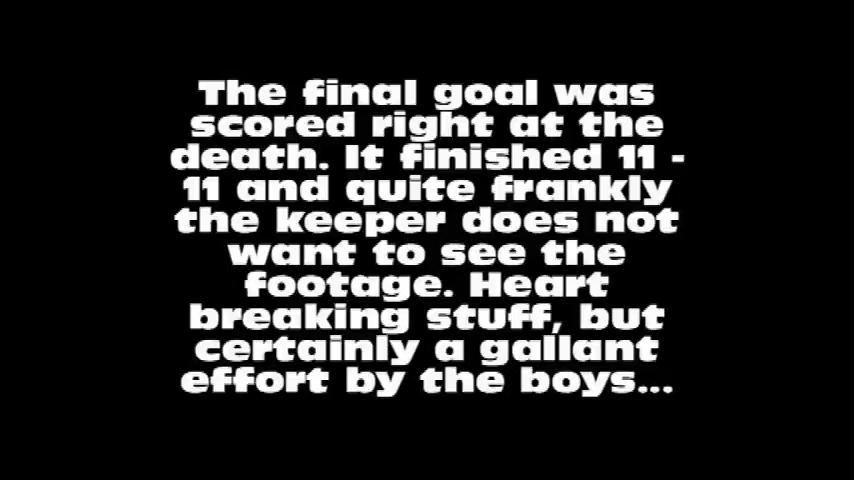 The final goal was
scored right at the
death. It finished 11 -
11 and quite frankly
the keeper does not
want to see the
footage. Heart
breaking stuff, but
certainly a gallant
effort by the boys...